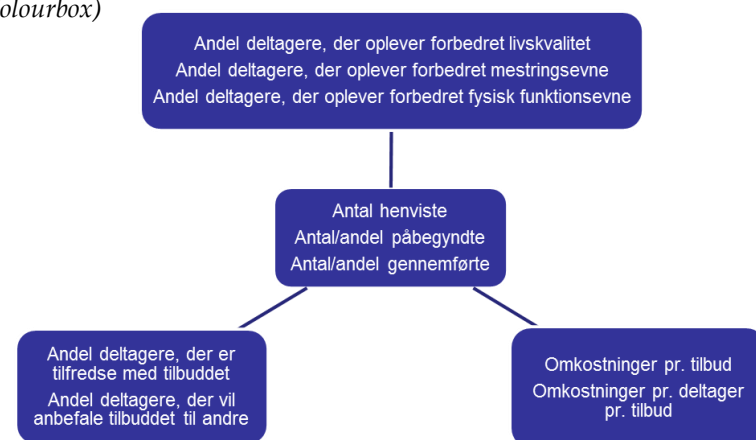 olourbox)
Andel deltagere, der oplever forbedret livskvalitet
Andel deltagere, der oplever forbedret mestringsevne
Andel deltagere, der oplever forbedret fysisk funktionsevne
Antal henviste
Antal/andel påbegyndte
Antal/andel gennemførte
Andel deltagere, der er
tilfredse med tilbuddet
Andel deltagere, der vil
anbefale tilbuddet til andre
Omkostninger pr. tilbud
Omkostninger pr. deltager
pr. tilbud